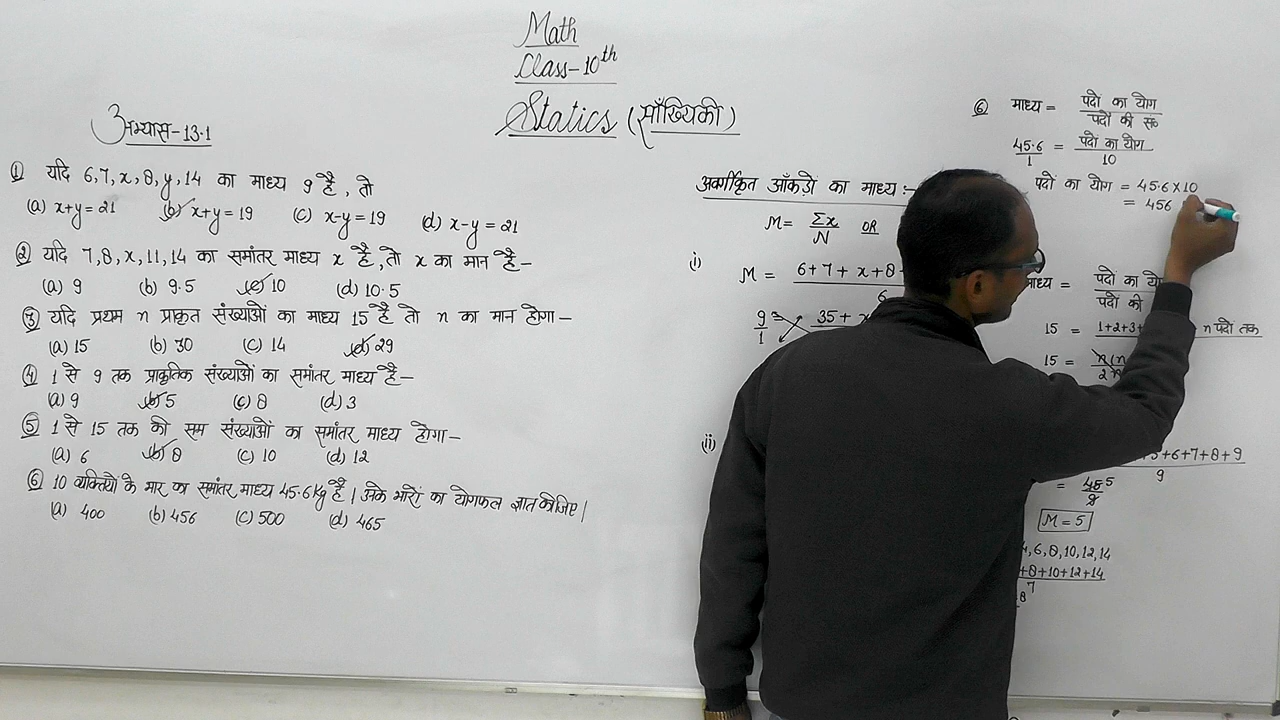 Math
Class-10th
Statics (साँख्यिकी)
अभ्यास-13.1
① यदि 6,7,x,8,y,14 का माध्य 9 है, तो
(a) x+y=21 (b) x+y=19 (c) x-y=19 (d) x-y=21
② यदि 7,8,x,11,14 का समांतर माध्य x है, तो x का मान है-
(a) 9 (b) 9.5 (c) 10 (d) 10.5
③ यदि प्रथम n प्राकृत संख्याओं का माध्य 15 है तो n का मान होगा-
(a) 15 (b) 30 (c) 14 (d) 29
④ 1 से 9 तक प्राकृतिक संख्याओं का समांतर माध्य है-
(a) 9 (b) 5 (c) 8 (d) 3
⑤ 1 से 15 तक की सम संख्याओं का समांतर माध्य होगा-
(a) 6 (b) 8 (c) 10 (d) 12
⑥ 10 व्यक्तियों के भार का समांतर माध्य 45.6kg है। उनके भारों का योगफल ज्ञात कीजिए।
(a) 400 (b) 456 (c) 500 (d) 465
अवर्गीकृत आँकड़ों का माध्य :-
M = Σx/N OR
(i)
M = 6+7+x+8
6
9/1 35+x
(ii)
⑥ माध्य = पदों का योग / पदों की सं०
45.6/1 = पदों का योग / 10
पदों का योग = 45.6×10
= 456
माध्य = पदों का यो
पदों की
15 = 1+2+3+ n पदों तक
15 =
+6+7+8+9
9
=
M = 5
4,6,8,10,12,14
+8+10+12+14
7
8